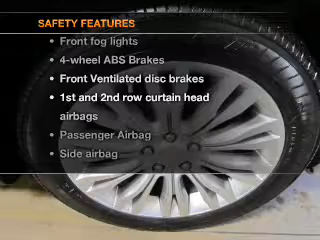 SAFETY FEATURES
• Front fog lights
• 4-wheel ABS Brakes
• Front Ventilated disc brakes
• 1st and 2nd row curtain head
airbags
• Passenger Airbag
• Side airbag